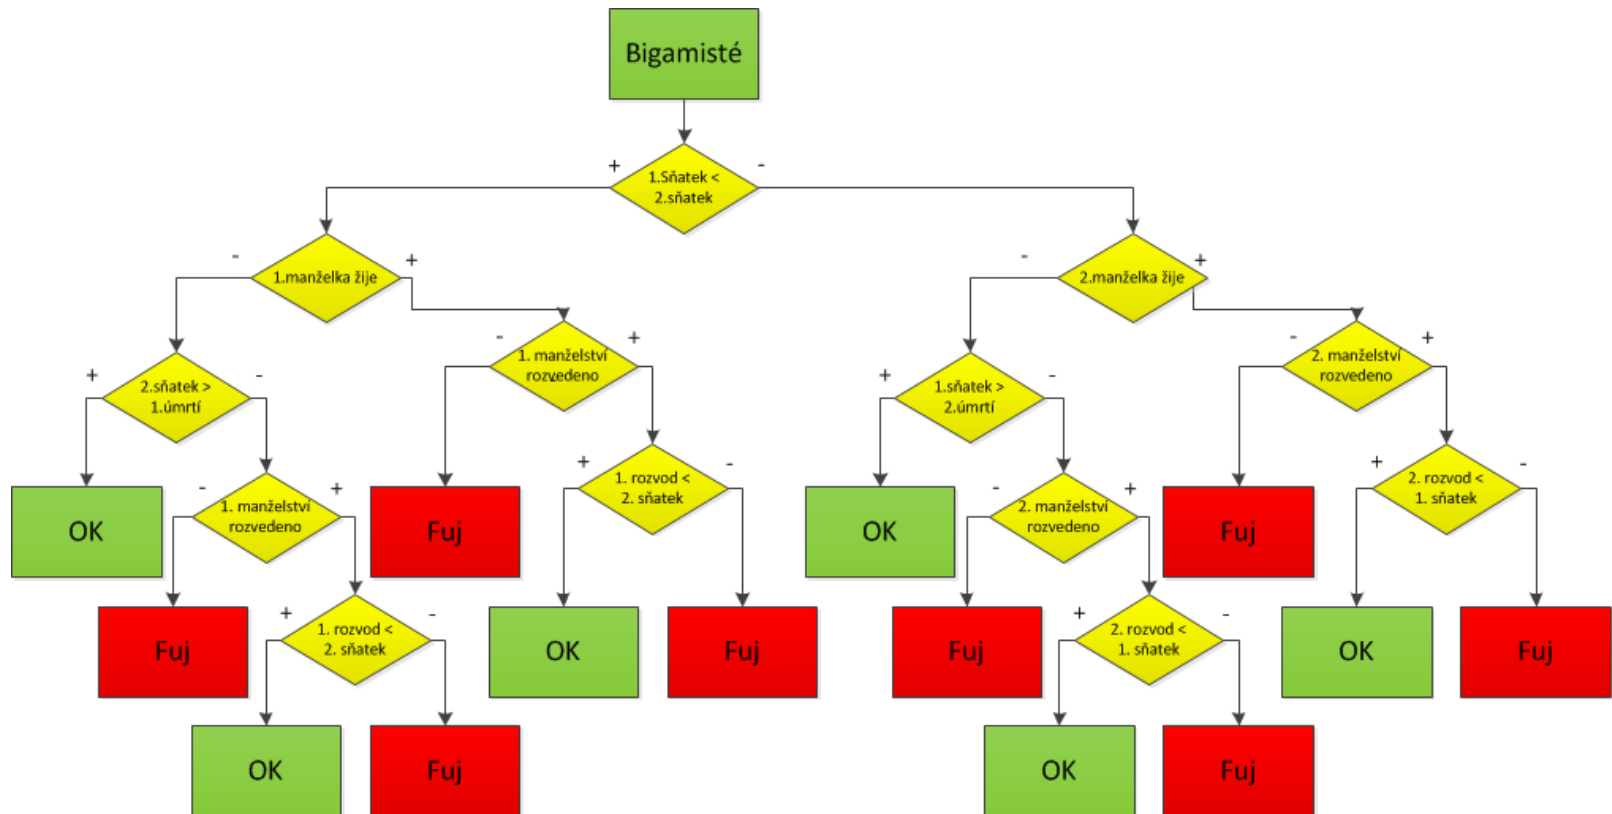 Bigamisté
+
-
1.Sňatek <
2.sňatek
-
+
1.manželka žije
-
+
2.manželka žije
-
+
1. manželství
rozvedeno
-
+
2. manželství
rozvedeno
+
-
2.sňatek >
1.úmrtí
+
-
1.sňatek >
2.úmrtí
+
-
1. rozvod <
2. sňatek
+
-
2. rozvod <
1. sňatek
OK
-
+
1. manželství
rozvedeno
Fuj
OK
-
+
2. manželství
rozvedeno
Fuj
Fuj
+
-
1. rozvod <
2. sňatek
OK
Fuj
Fuj
+
-
2. rozvod <
1. sňatek
OK
Fuj
OK
Fuj
OK
Fuj